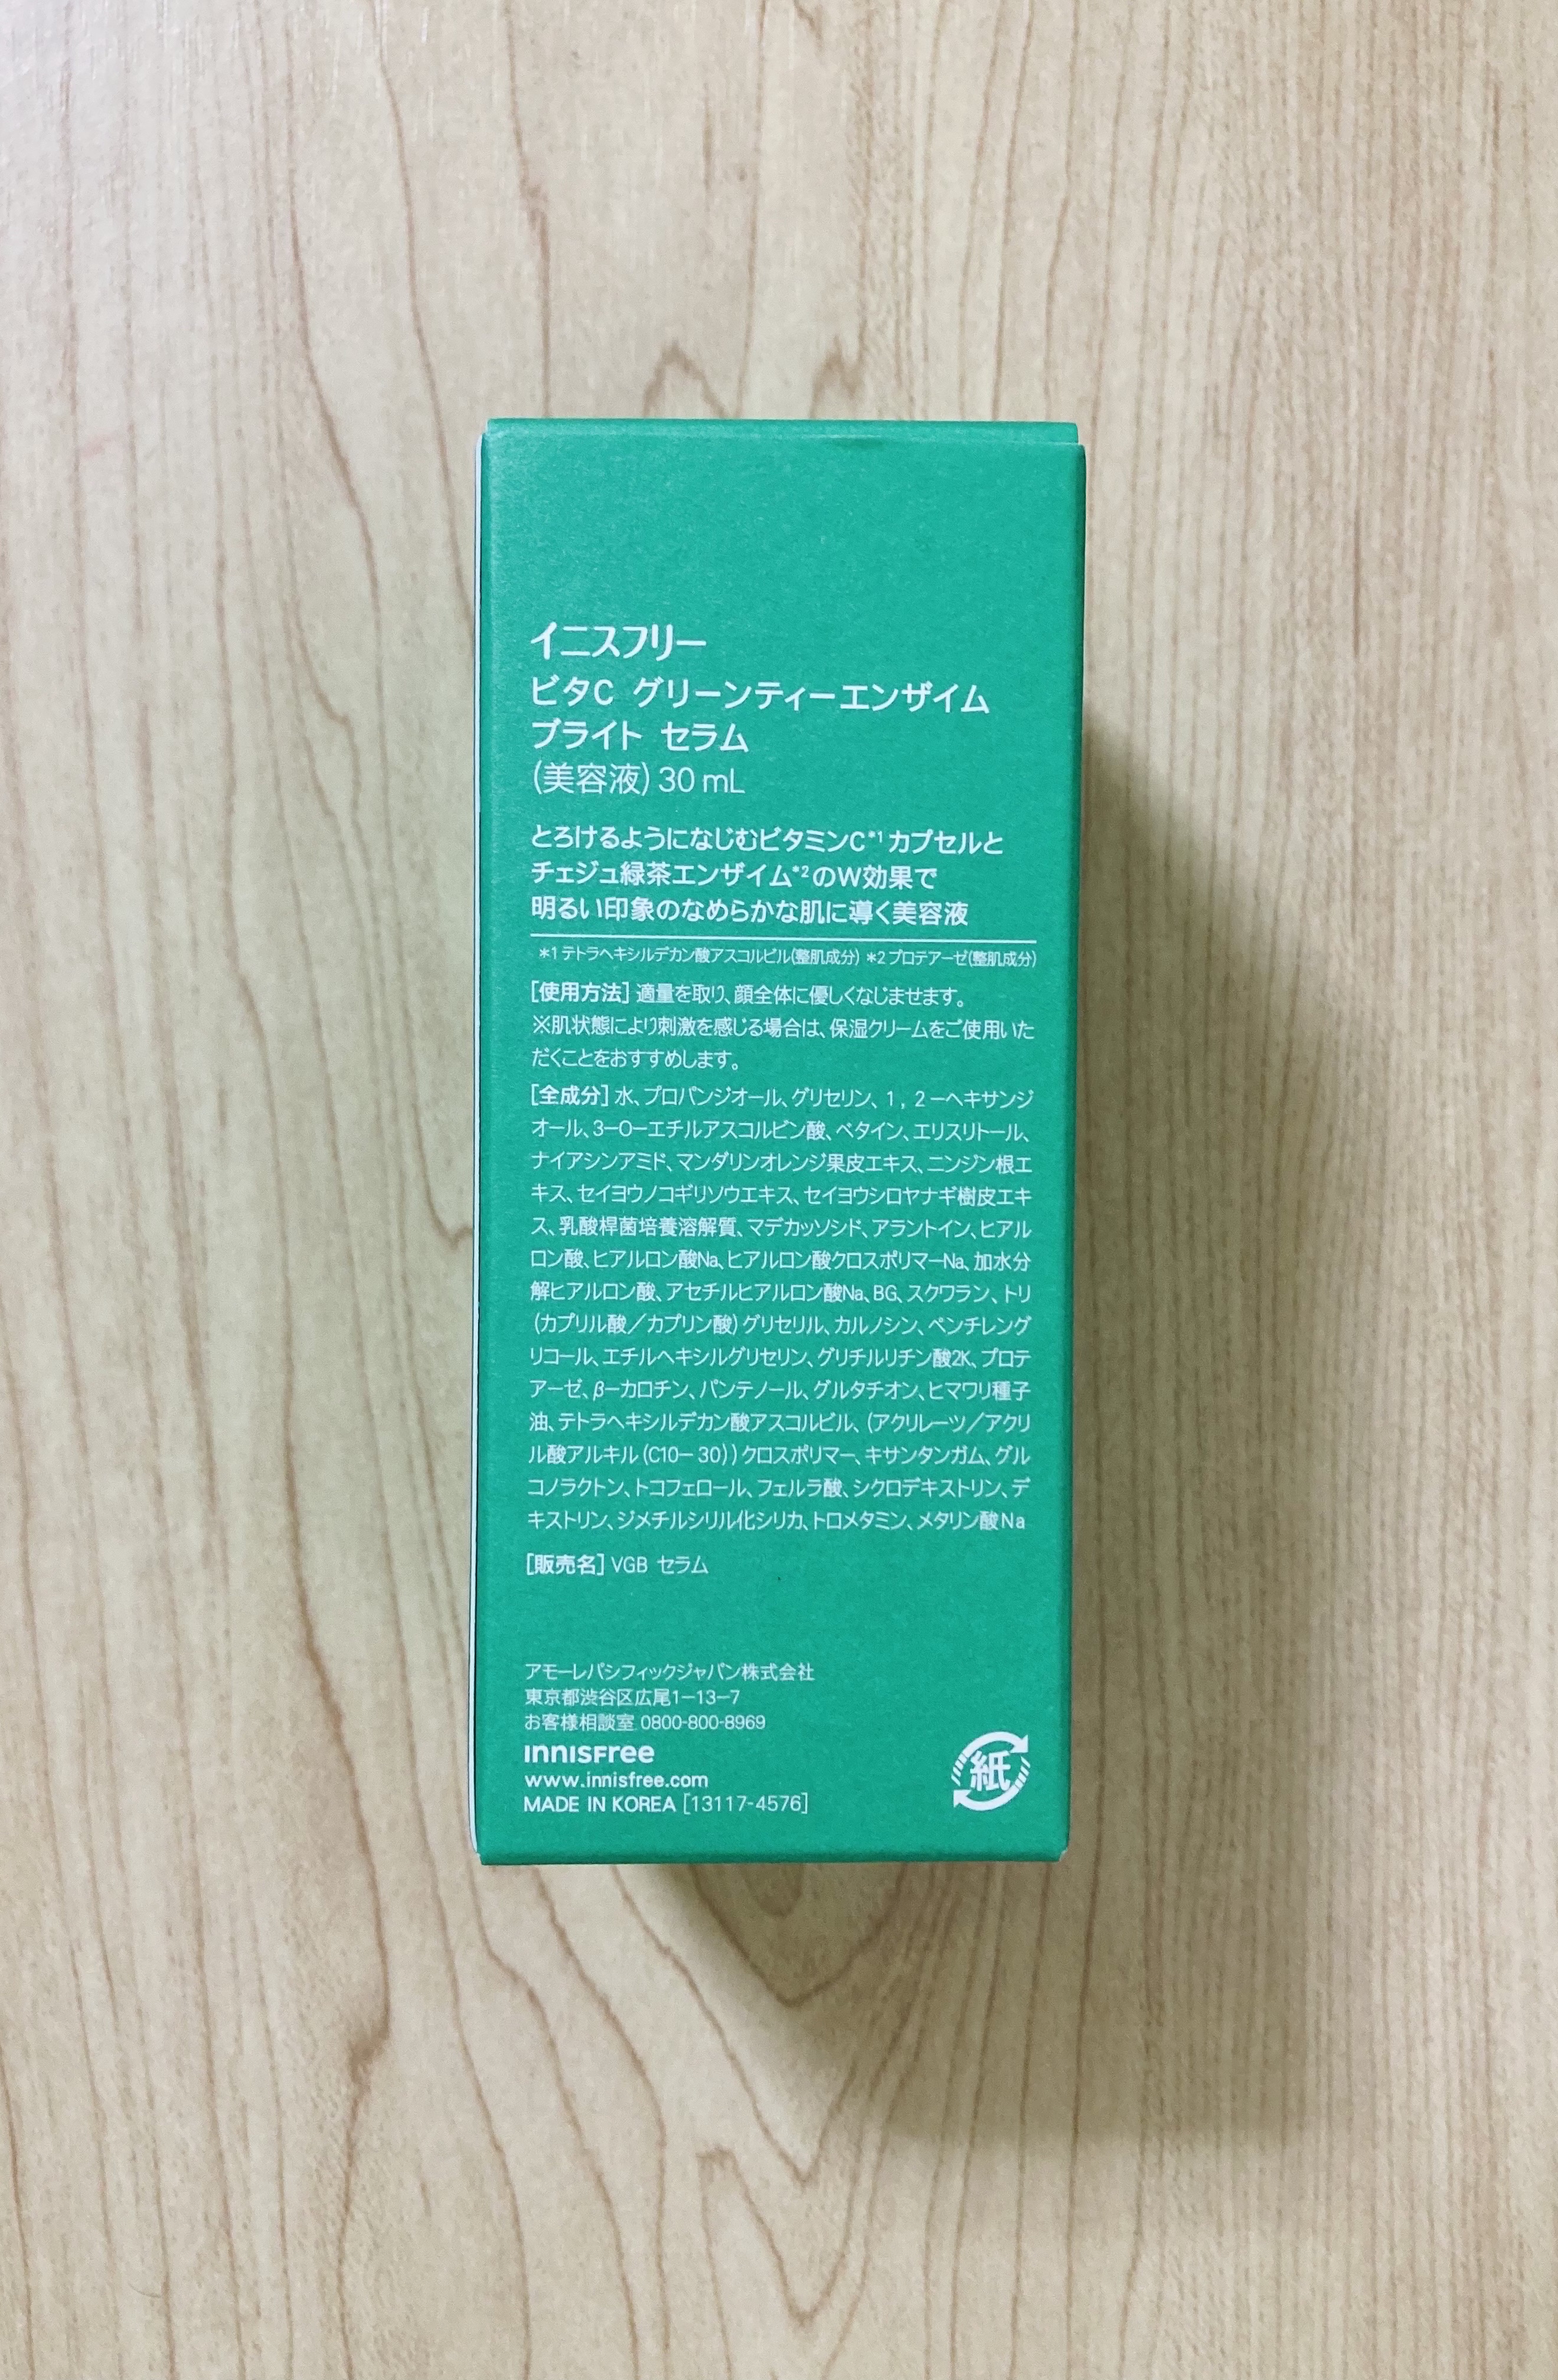 イニスフリー
ビタC グリーンティーエンザイム
ブライト セラム
(美容液) 30 mL
とろけるようになじむビタミンC*1カプセルと
チェジュ緑茶エンザイム*2のW効果で
明るい印象のなめらかな肌に導く美容液
*1 テトラヘキシルデカン酸アスコルビル(整肌成分) *2 プロテアーゼ(整肌成分)
[使用方法] 適量を取り、顔全体に優しくなじませます。
※肌状態により刺激を感じる場合は、保湿クリームをご使用いた
だくことをおすすめします。
[全成分] 水、プロパンジオール、グリセリン、1, 2-ヘキサンジ
オール、3-O-エチルアスコルビン酸、ベタイン、エリスリトール、
ナイアシンアミド、マンダリンオレンジ果皮エキス、ニンジン根エ
キス、セイヨウノコギリソウエキス、セイヨウシロヤナギ樹皮エキ
ス、乳酸桿菌培養溶解質、マデカッソシド、アラントイン、ヒアル
ロン酸、ヒアルロン酸Na、ヒアルロン酸クロスポリマーNa、加水分
解ヒアルロン酸、アセチルヒアルロン酸Na、BG、スクワラン、トリ
(カプリル酸/カプリン酸)グリセリル、カルノシン、ペンチレング
リコール、エチルヘキシルグリセリン、グリチルリチン酸2K、プロテ
アーゼ、β-カロチン、パンテノール、グルタチオン、ヒマワリ種子
油、テトラヘキシルデカン酸アスコルビル、(アクリレーツ/アクリ
ル酸アルキル(C10-30))クロスポリマー、キサンタンガム、グル
コノラクトン、トコフェロール、フェルラ酸、シクロデキストリン、デ
キストリン、ジメチルシリル化シリカ、トロメタミン、メタリン酸Na
[販売名] VGB セラム
アモーレパシフィックジャパン株式会社
東京都渋谷区広尾1-13-7
お客様相談室 0800-800-8969
innisfree
www.innisfree.com
MADE IN KOREA [13117-4576]
紙